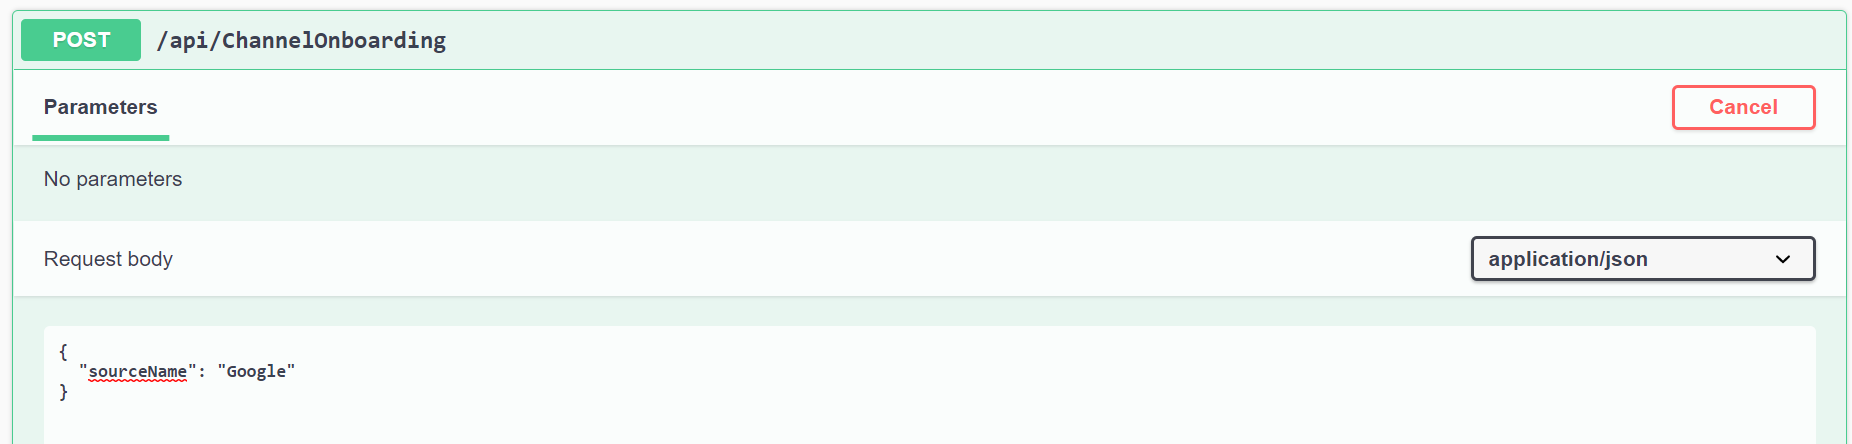 POST /api/ChannelOnboarding
Parameters
Cancel
No parameters
Request body
application/json
{
"sourceName": "Google"
}